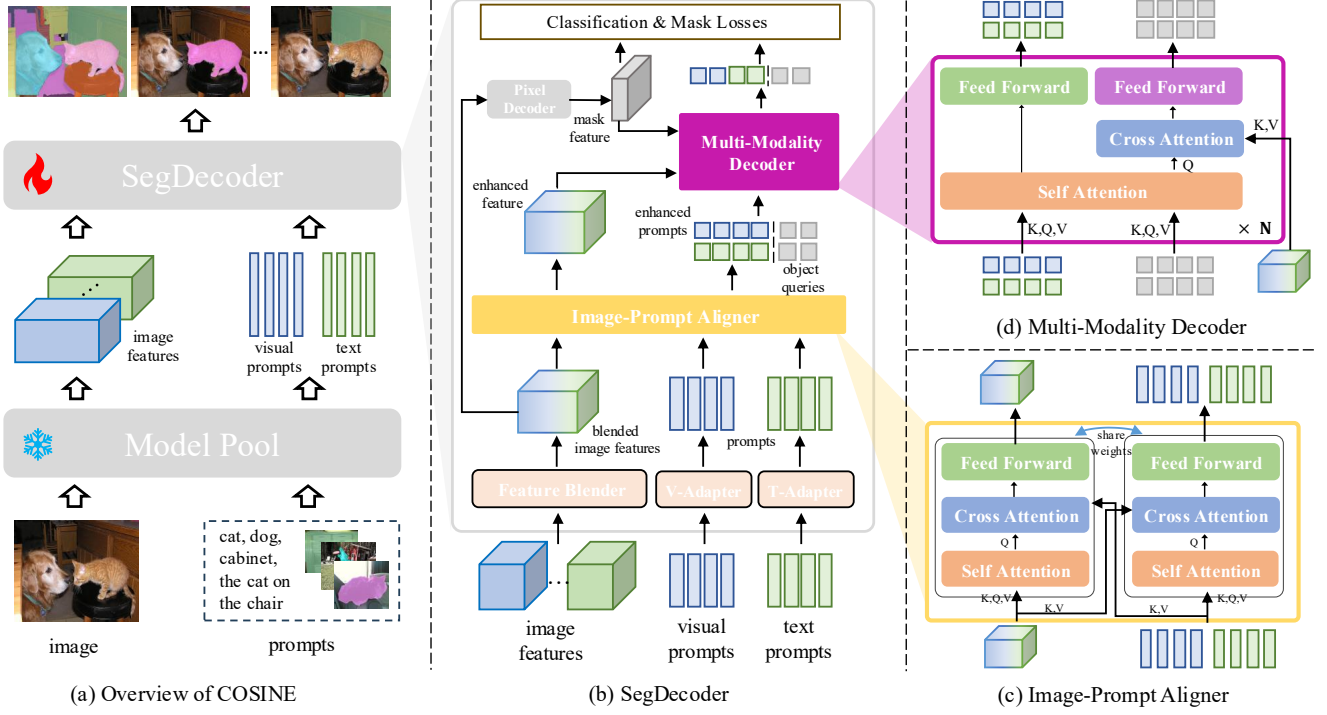 ...
SegDecoder
image
features
visual
prompts
text
prompts
Model Pool
cat, dog,
cabinet,
the cat on
the chair
image
prompts
(a) Overview of COSINE
Classification & Mask Losses
Pixel
Decoder
mask
feature
Multi-Modality
Decoder
enhanced
feature
enhanced
prompts
object
queries
Image-Prompt Aligner
blended
image features
prompts
Feature Blender
V-Adapter
T-Adapter
...
image
features
visual
prompts
text
prompts
(b) SegDecoder
Feed Forward
Feed Forward
Cross Attention
K,V
Q
Self Attention
K,Q,V
K,Q,V
× N
(d) Multi-Modality Decoder
share
weights
Feed Forward
Feed Forward
Cross Attention
Cross Attention
Q
Q
Self Attention
Self Attention
K,Q,V
K,V
K,V
K,Q,V
(c) Image-Prompt Aligner